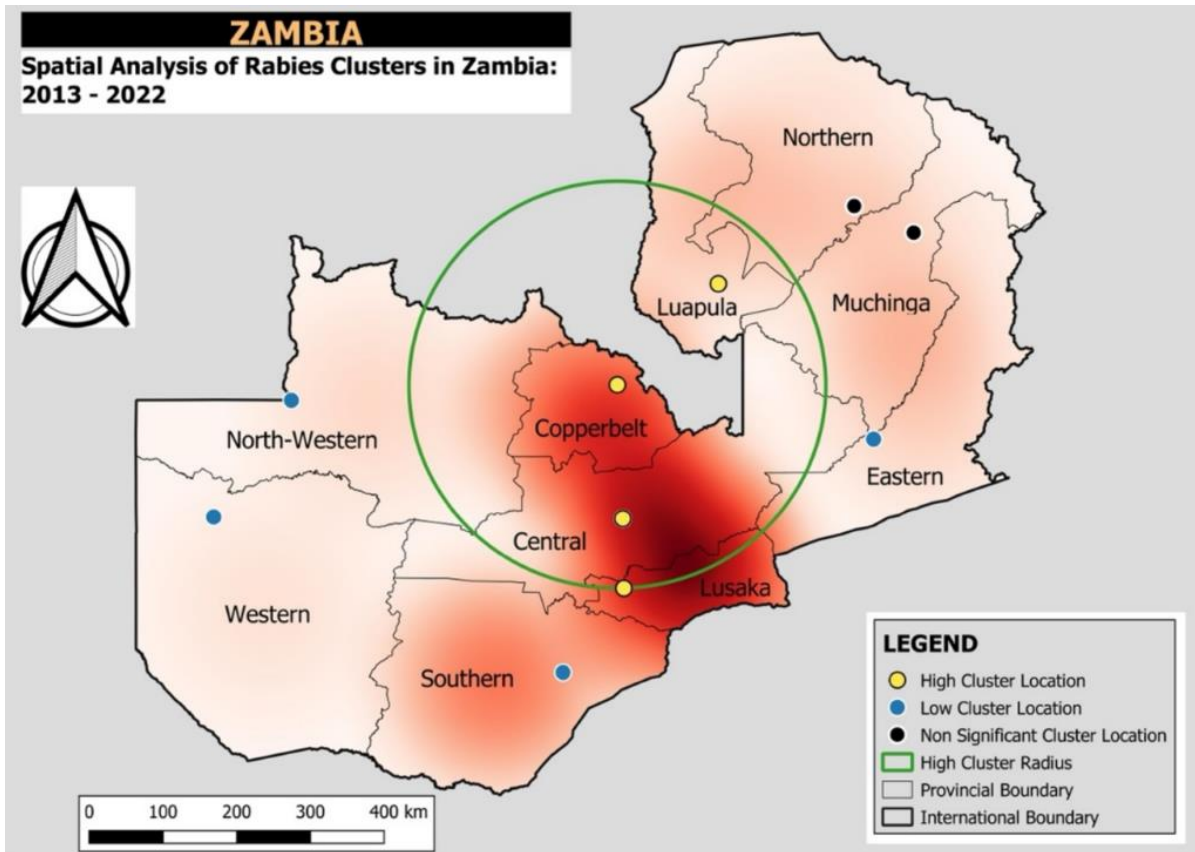 ZAMBIA
Spatial Analysis of Rabies Clusters in Zambia:
2013 - 2022
Northern
Luapula
Muchinga
Copperbelt
North-Western
Eastern
Central
Lusaka
Western
Southern
LEGEND
High Cluster Location
Low Cluster Location
Non Significant Cluster Location
High Cluster Radius
Provincial Boundary
International Boundary
0 100 200 300 400 km